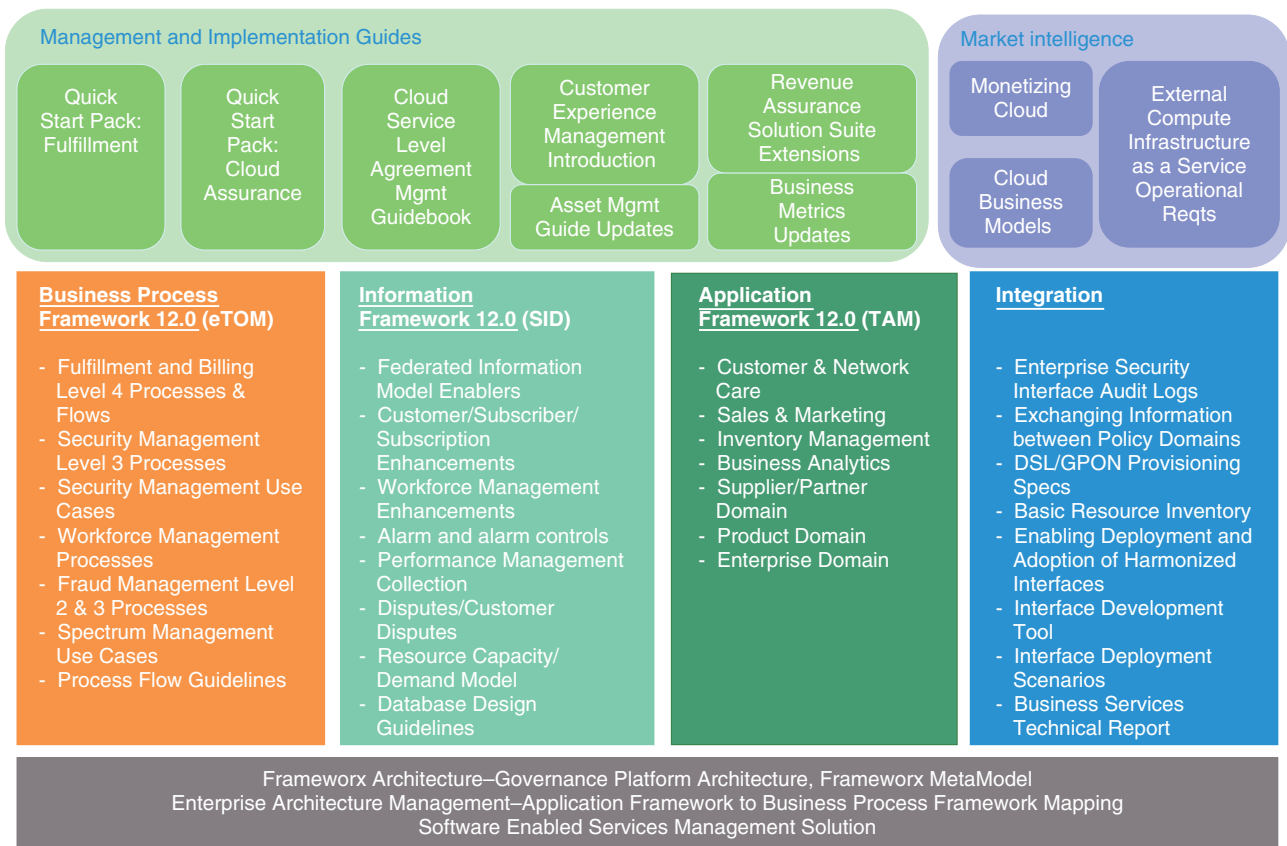 Management and Implementation Guides
Quick
Start Pack:
Fulfillment
Quick
Start
Pack:
Cloud
Assurance
Cloud
Service
Level
Agreement
Mgmt
Guidebook
Customer
Experience
Management
Introduction
Asset Mgmt
Guide Updates
Revenue
Assurance
Solution Suite
Extensions
Business
Metrics
Updates
Market intelligence
Monetizing
Cloud
Cloud
Business
Models
External
Compute
Infrastructure
as a Service
Operational
Reqts
Business Process
Framework 12.0 (eTOM)
- Fulfillment and Billing
Level 4 Processes &
Flows
- Security Management
Level 3 Processes
- Security Management Use
Cases
- Workforce Management
Processes
- Fraud Management Level
2 & 3 Processes
- Spectrum Management
Use Cases
- Process Flow Guidelines
Information
Framework 12.0 (SID)
- Federated Information
Model Enablers
- Customer/Subscriber/
Subscription
Enhancements
- Workforce Management
Enhancements
- Alarm and alarm controls
- Performance Management
Collection
- Disputes/Customer
Disputes
- Resource Capacity/
Demand Model
- Database Design
Guidelines
Application
Framework 12.0 (TAM)
- Customer & Network
Care
- Sales & Marketing
- Inventory Management
- Business Analytics
- Supplier/Partner
Domain
- Product Domain
- Enterprise Domain
Integration
- Enterprise Security
Interface Audit Logs
- Exchanging Information
between Policy Domains
- DSL/GPON Provisioning
Specs
- Basic Resource Inventory
- Enabling Deployment and
Adoption of Harmonized
Interfaces
- Interface Development
Tool
- Interface Deployment
Scenarios
- Business Services
Technical Report
Frameworx Architecture–Governance Platform Architecture, Frameworx MetaModel
Enterprise Architecture Management–Application Framework to Business Process Framework Mapping
Software Enabled Services Management Solution